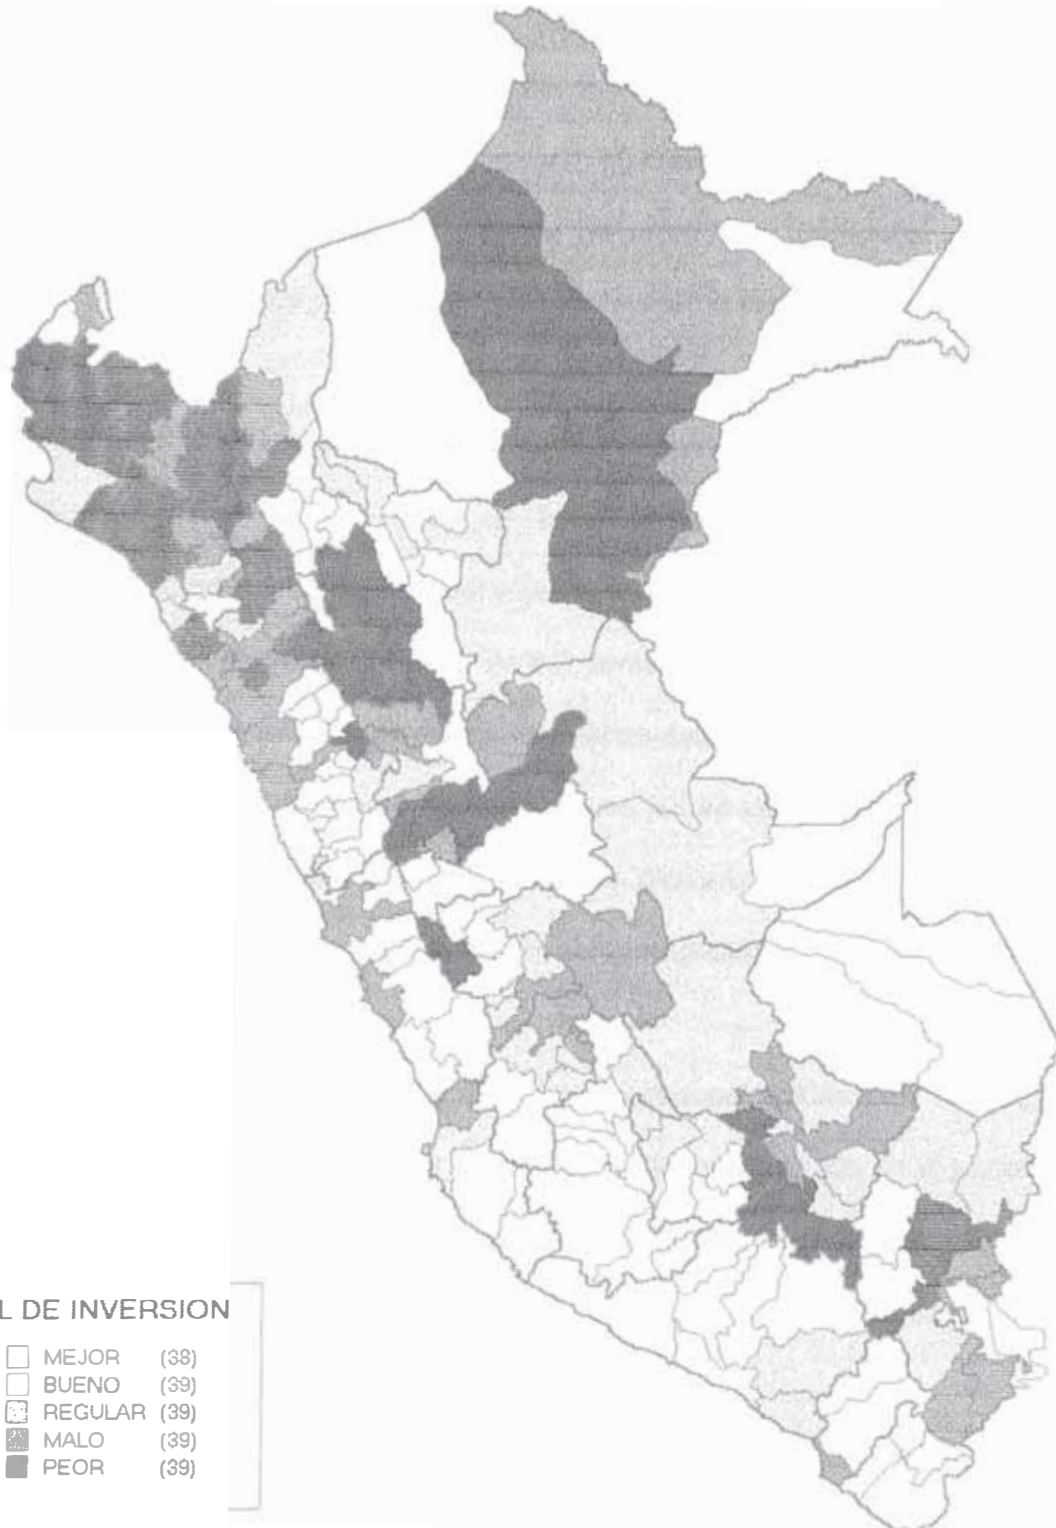 L DE INVERSION
MEJOR (38)
BUENO (39)
REGULAR (39)
MALO (39)
PEOR (39)